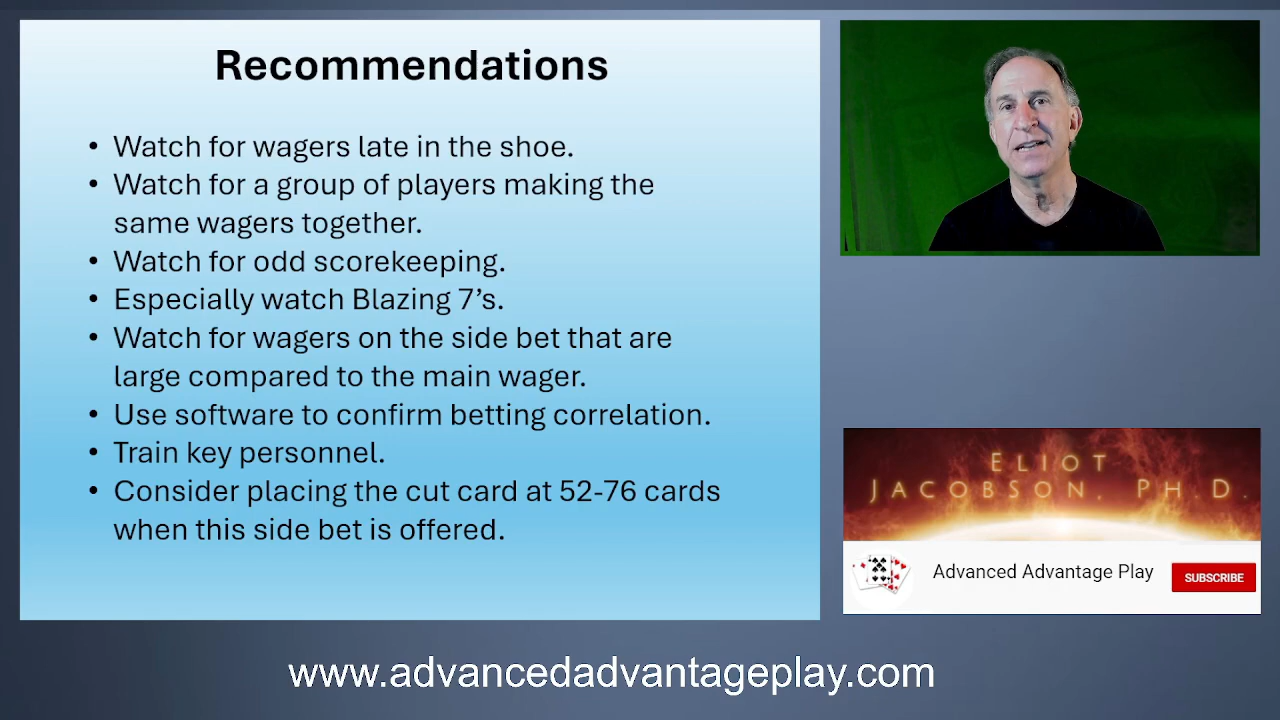 Recommendations
• Watch for wagers late in the shoe.
• Watch for a group of players making the
same wagers together.
• Watch for odd scorekeeping.
• Especially watch Blazing 7’s.
• Watch for wagers on the side bet that are
large compared to the main wager.
• Use software to confirm betting correlation.
• Train key personnel.
• Consider placing the cut card at 52-76 cards
when this side bet is offered.
ELIOT
JACOBSON, PH.D.
Advanced Advantage Play
SUBSCRIBE
www.advancedadvantageplay.com